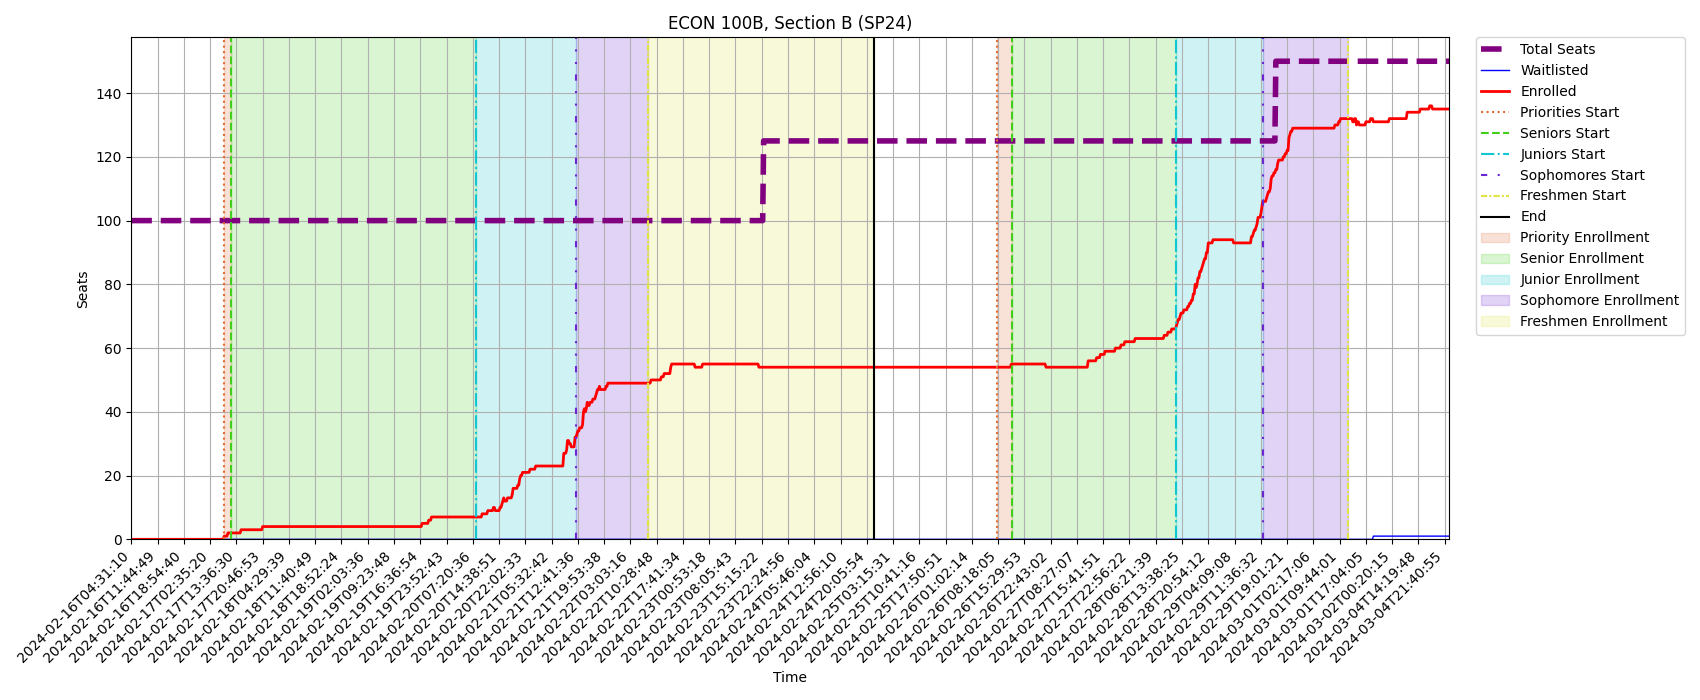 ECON 100B, Section B (SP24)
Seats
140
120
100
80
60
40
20
0
2024-02-16T04:31:10
2024-02-16T11:44:49
2024-02-16T18:54:40
2024-02-17T02:35:20
2024-02-17T13:36:30
2024-02-17T20:46:53
2024-02-18T04:29:39
2024-02-18T11:40:49
2024-02-18T18:52:24
2024-02-19T02:03:36
2024-02-19T09:23:48
2024-02-19T16:36:54
2024-02-19T23:52:43
2024-02-20T07:20:36
2024-02-20T14:38:51
2024-02-20T22:02:33
2024-02-21T05:32:42
2024-02-21T12:41:36
2024-02-21T19:53:38
2024-02-22T03:03:16
2024-02-22T10:28:48
2024-02-22T17:41:34
2024-02-23T00:53:18
2024-02-23T08:05:43
2024-02-23T15:15:22
2024-02-23T22:24:56
2024-02-24T05:46:04
2024-02-24T12:56:10
2024-02-24T20:05:54
2024-02-25T03:15:31
2024-02-25T10:41:16
2024-02-25T17:50:51
2024-02-26T01:02:14
2024-02-26T08:18:05
2024-02-26T15:29:53
2024-02-26T22:43:02
2024-02-27T08:27:07
2024-02-27T15:41:51
2024-02-27T22:56:22
2024-02-28T06:21:39
2024-02-28T13:38:25
2024-02-28T20:54:12
2024-02-29T04:09:08
2024-02-29T11:36:32
2024-02-29T19:01:21
2024-03-01T02:17:06
2024-03-01T09:44:01
2024-03-01T17:04:05
2024-03-02T00:20:15
2024-03-04T14:19:48
2024-03-04T21:40:55
Time
Total Seats
Waitlisted
Enrolled
Priorities Start
Seniors Start
Juniors Start
Sophomores Start
Freshmen Start
End
Priority Enrollment
Senior Enrollment
Junior Enrollment
Sophomore Enrollment
Freshmen Enrollment